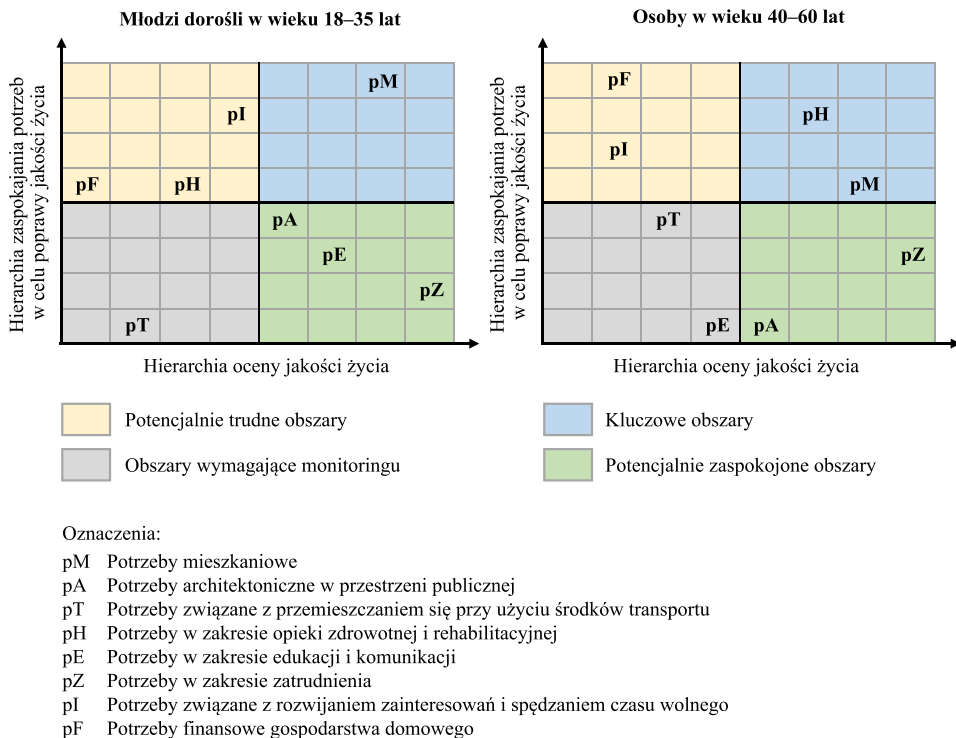 Młodzi dorośli w wieku 18–35 lat
Hierarchia zaspokajania potrzeb
w celu poprawy jakości życia
pM
pI
pF
pH
pA
pE
pZ
pT
Hierarchia oceny jakości życia
Osoby w wieku 40–60 lat
Hierarchia zaspokajania potrzeb
w celu poprawy jakości życia
pF
pH
pI
pM
pT
pZ
pE
pA
Hierarchia oceny jakości życia
Potencjalnie trudne obszary
Kluczowe obszary
Obszary wymagające monitoringu
Potencjalnie zaspokojone obszary
Oznaczenia:
pM Potrzeby mieszkaniowe
pA Potrzeby architektoniczne w przestrzeni publicznej
pT Potrzeby związane z przemieszczaniem się przy użyciu środków transportu
pH Potrzeby w zakresie opieki zdrowotnej i rehabilitacyjnej
pE Potrzeby w zakresie edukacji i komunikacji
pZ Potrzeby w zakresie zatrudnienia
pI Potrzeby związane z rozwijaniem zainteresowań i spędzaniem czasu wolnego
pF Potrzeby finansowe gospodarstwa domowego